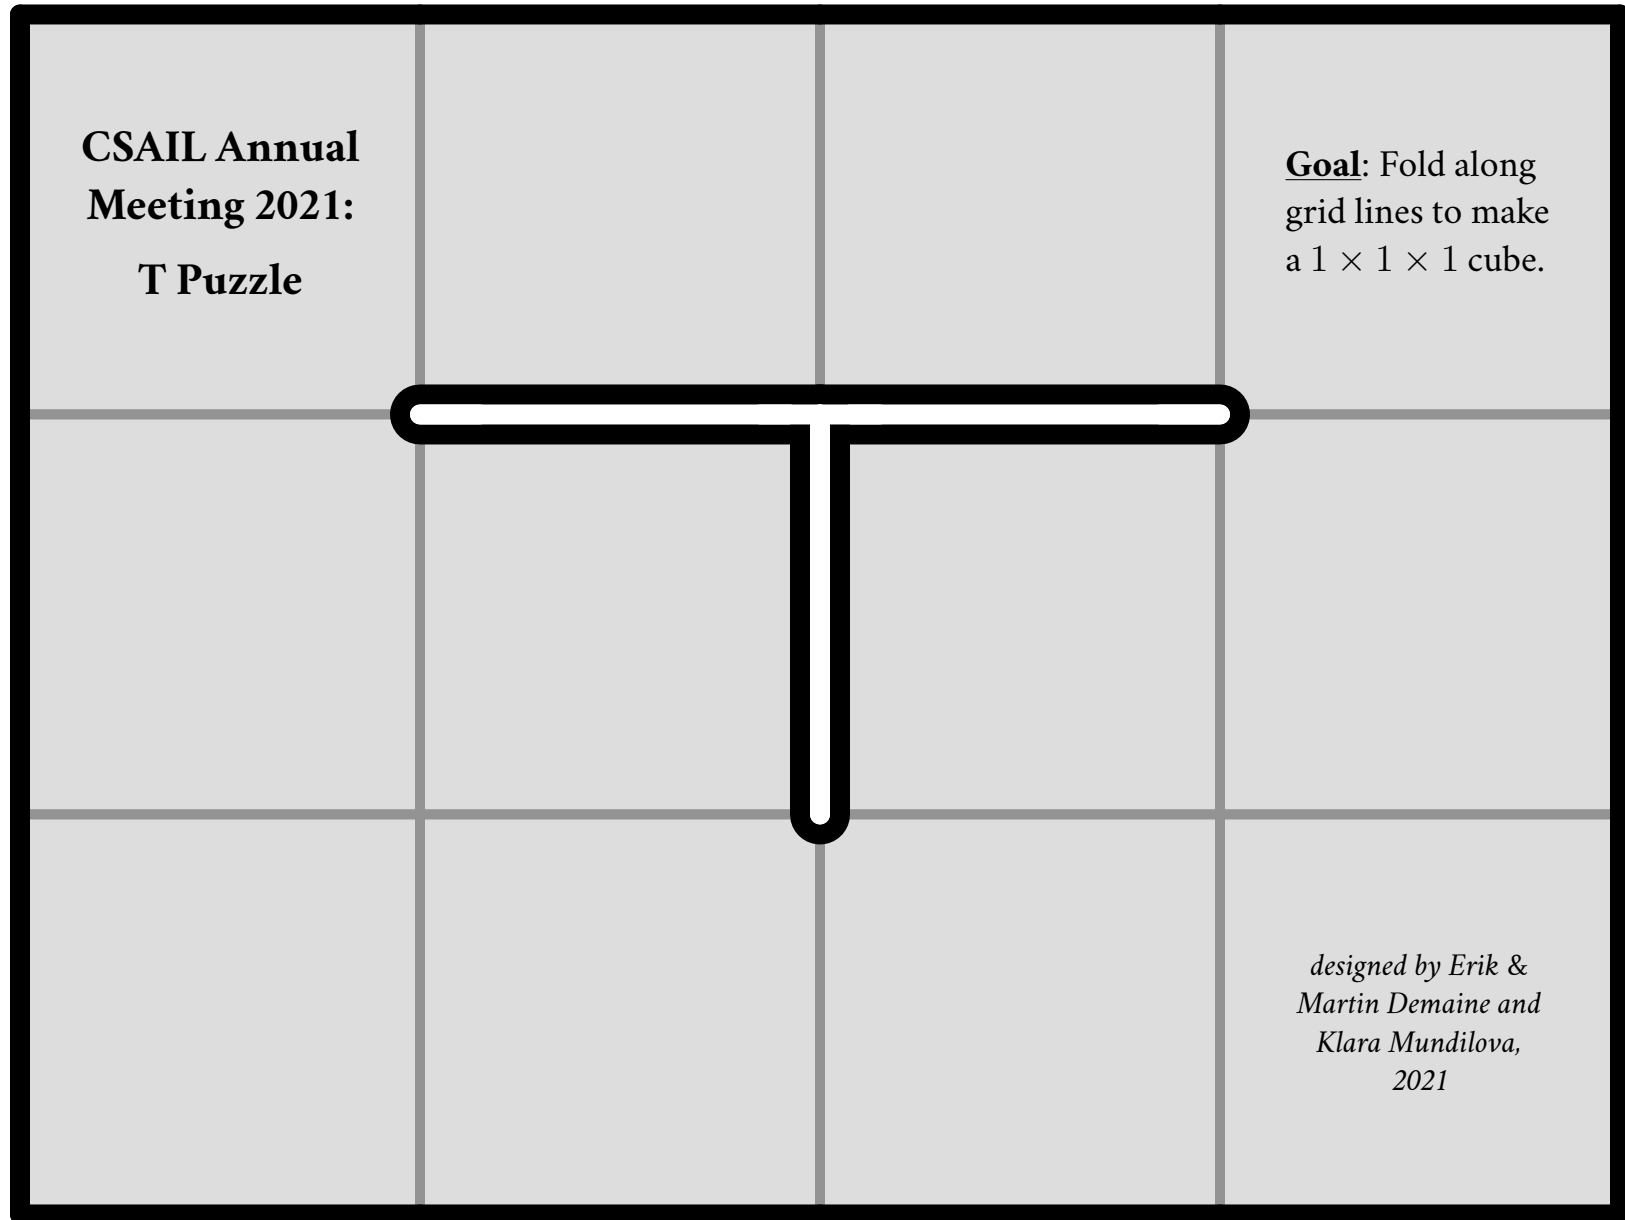 CSAIL Annual
Meeting 2021:
T Puzzle
Goal: Fold along
grid lines to make
a 1 × 1 × 1 cube.
designed by Erik &
Martin Demaine and
Klara Mundilova,
2021